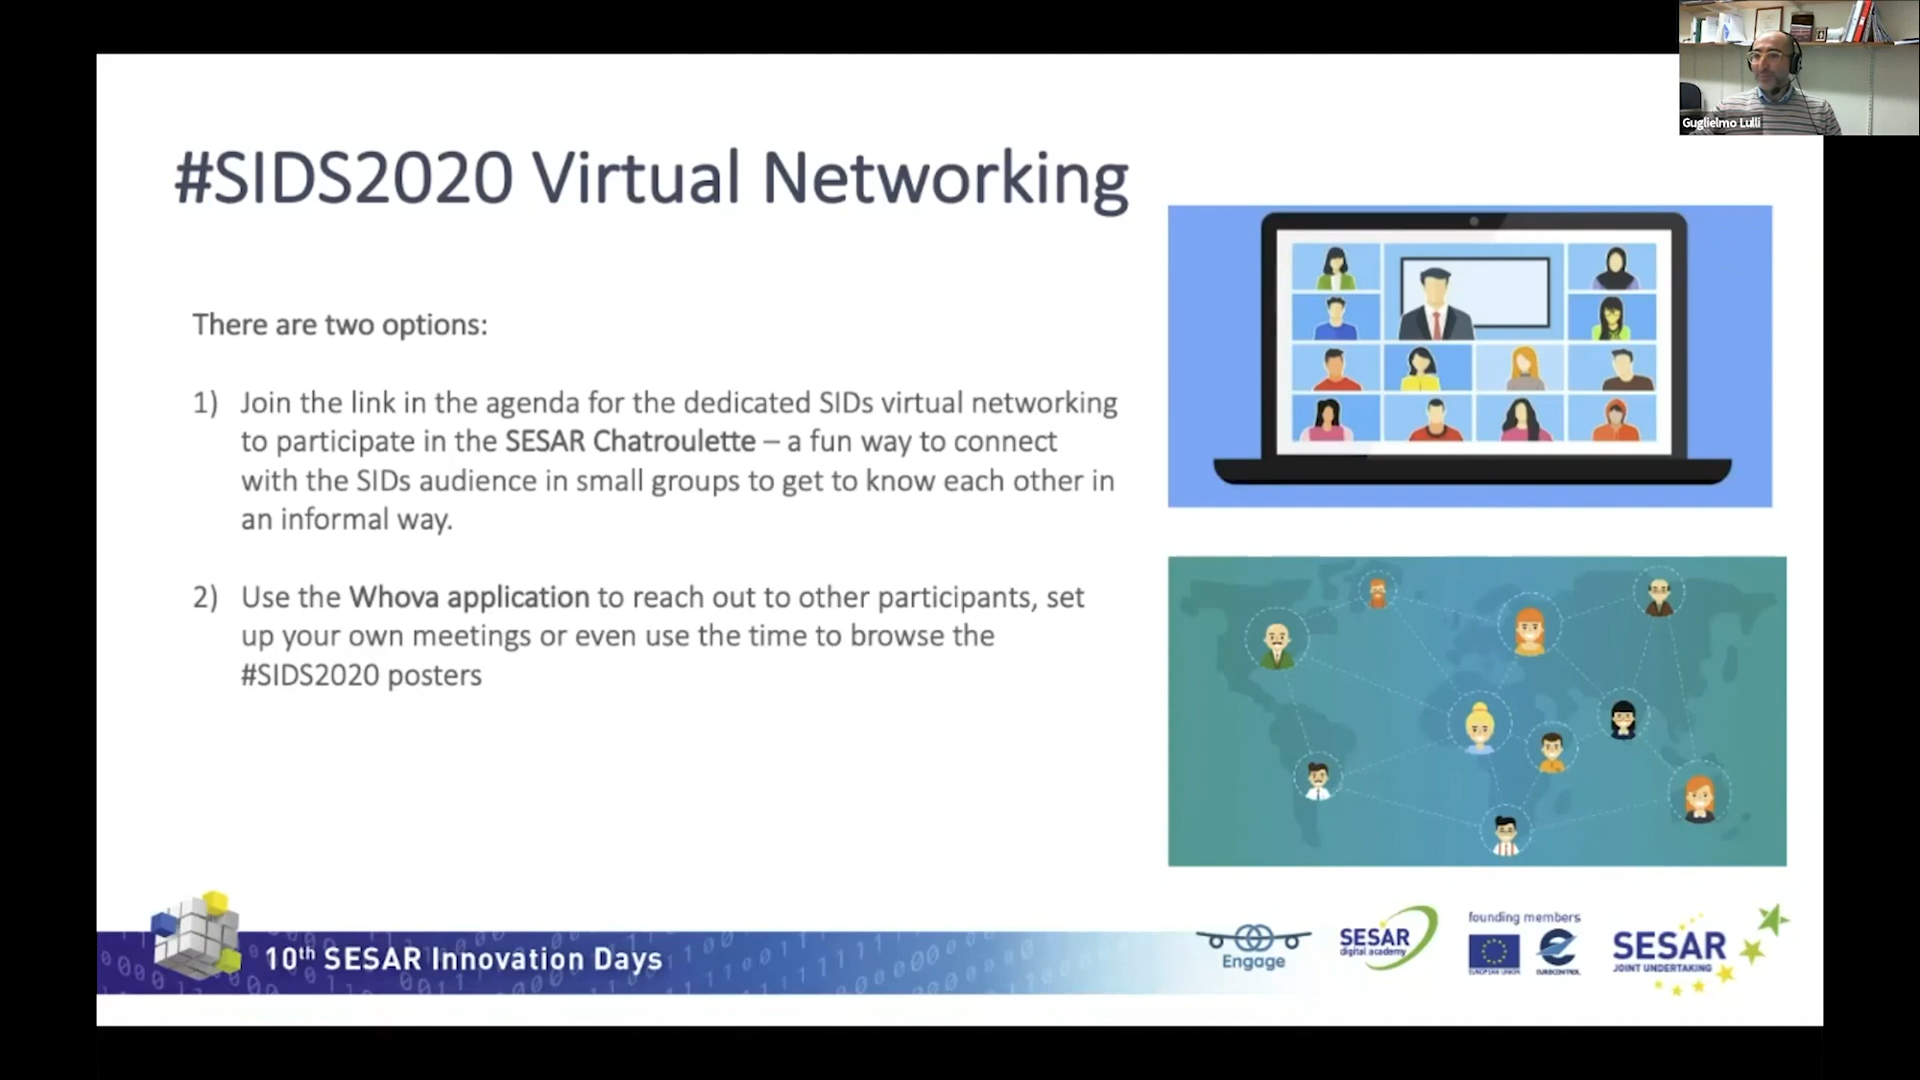 Guglielmo Lulli
#SIDS2020 Virtual Networking
There are two options:
1) Join the link in the agenda for the dedicated SIDs virtual networking
to participate in the SESAR Chatroulette – a fun way to connect
with the SIDs audience in small groups to get to know each other in
an informal way.
2) Use the Whova application to reach out to other participants, set
up your own meetings or even use the time to browse the
#SIDS2020 posters
10th SESAR Innovation Days
Engage
SESAR
digital academy
founding members
EUROPEAN UNION
EUROCONTROL
SESAR
JOINT UNDERTAKING